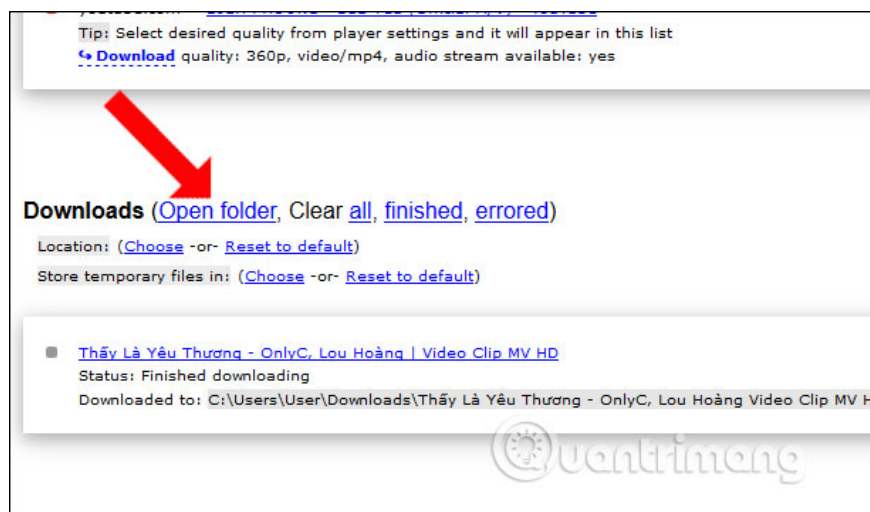 Tip: Select desired quality from player settings and it will appear in this list
↪ Download quality: 360p, video/mp4, audio stream available: yes
Downloads (Open folder, Clear all, finished, errored)
Location: (Choose -or- Reset to default)
Store temporary files in: (Choose -or- Reset to default)
Thấy Là Yêu Thương - OnlyC, Lou Hoàng | Video Clip MV HD
Status: Finished downloading
Downloaded to: C:\Users\User\Downloads\Thấy Là Yêu Thương - OnlyC, Lou Hoàng Video Clip MV H
Quantrimang